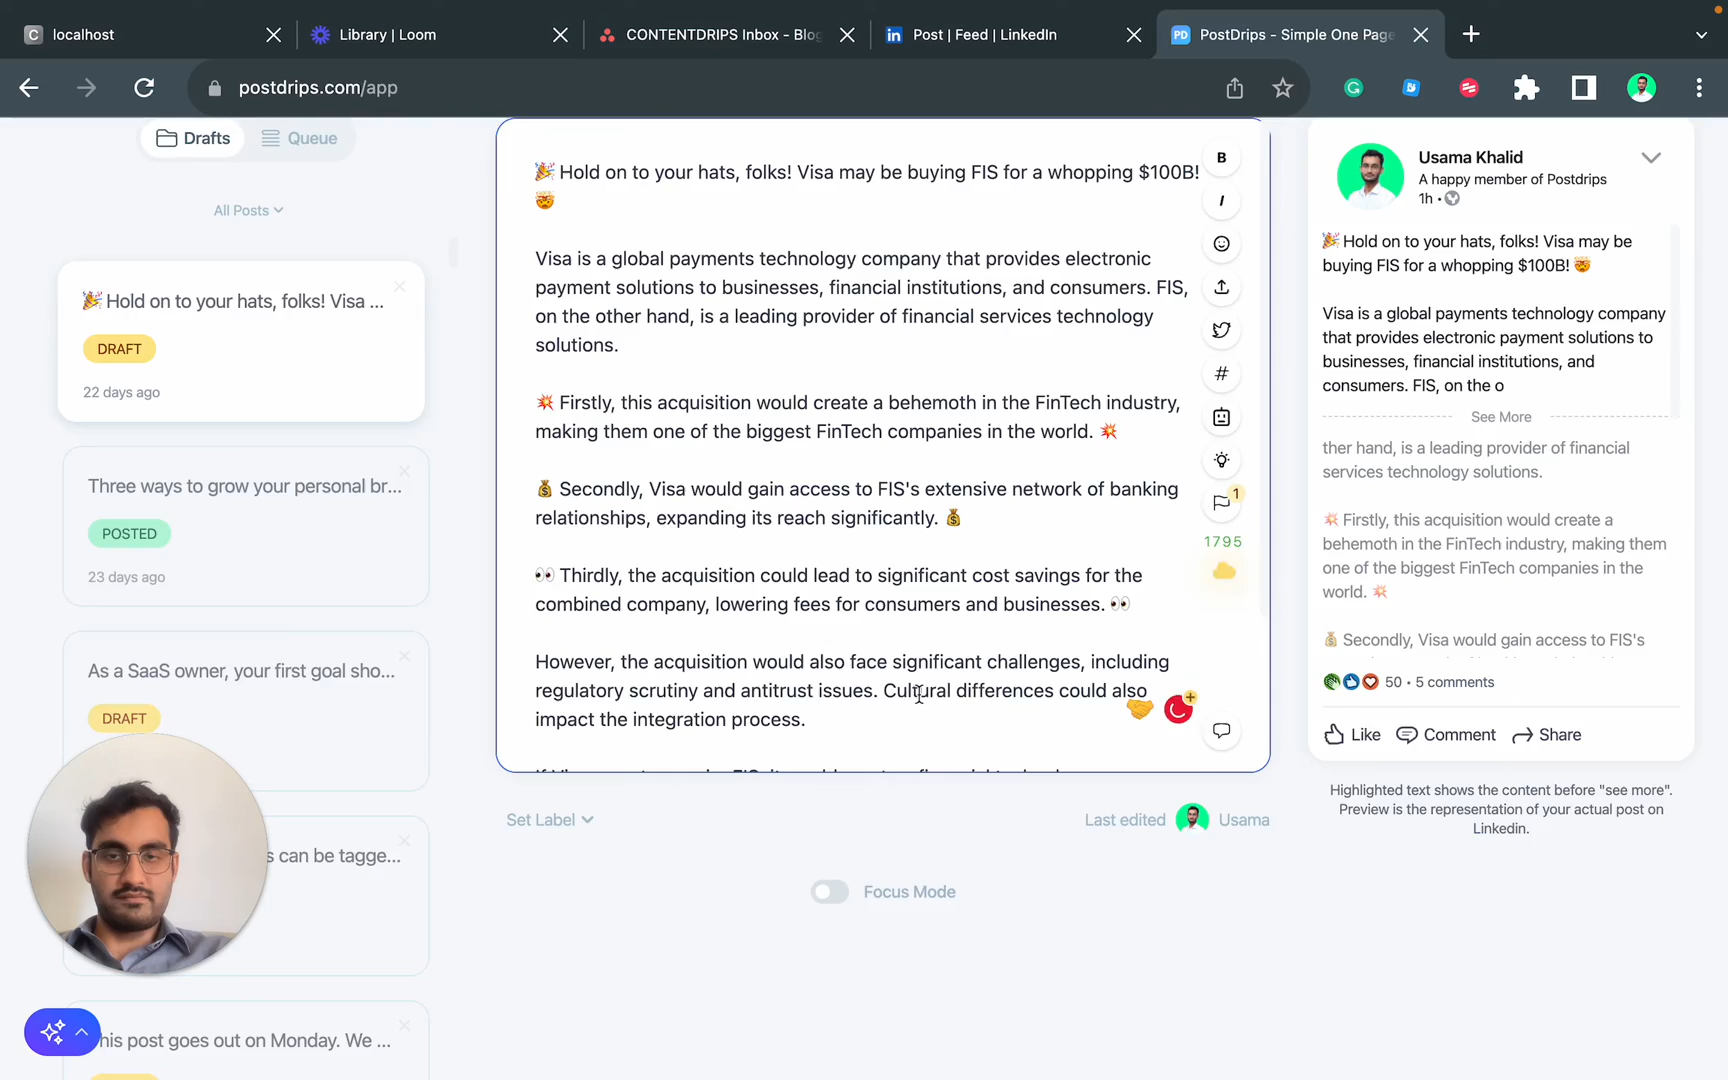 localhost
Library | Loom
CONTENTDRIPS Inbox - Blog
Post | Feed | LinkedIn
PD PostDrips - Simple One Page
postdrips.com/app
Drafts
Queue
All Posts
🎉 Hold on to your hats, folks! Visa ...
DRAFT
22 days ago
Three ways to grow your personal br...
POSTED
23 days ago
As a SaaS owner, your first goal sho...
DRAFT
s can be tagge...
his post goes out on Monday. We ...
🎉 Hold on to your hats, folks! Visa may be buying FIS for a whopping $100B!
🤯
Visa is a global payments technology company that provides electronic
payment solutions to businesses, financial institutions, and consumers. FIS,
on the other hand, is a leading provider of financial services technology
solutions.
💥 Firstly, this acquisition would create a behemoth in the FinTech industry,
making them one of the biggest FinTech companies in the world. 💥
💰 Secondly, Visa would gain access to FIS's extensive network of banking
relationships, expanding its reach significantly. 💰
👀 Thirdly, the acquisition could lead to significant cost savings for the
combined company, lowering fees for consumers and businesses. 👀
However, the acquisition would also face significant challenges, including
regulatory scrutiny and antitrust issues. Cultural differences could also
impact the integration process.
B
I
#
1
1795
Set Label
Last edited
Usama
Focus Mode
Usama Khalid
A happy member of Postdrips
1h •
🎉 Hold on to your hats, folks! Visa may be
buying FIS for a whopping $100B! 🤯
Visa is a global payments technology company
that provides electronic payment solutions to
businesses, financial institutions, and
consumers. FIS, on the o
See More
ther hand, is a leading provider of financial
services technology solutions.
💥 Firstly, this acquisition would create a
behemoth in the FinTech industry, making them
one of the biggest FinTech companies in the
world. 💥
💰 Secondly, Visa would gain access to FIS's
50 • 5 comments
Like
Comment
Share
Highlighted text shows the content before "see more".
Preview is the representation of your actual post on
Linkedin.